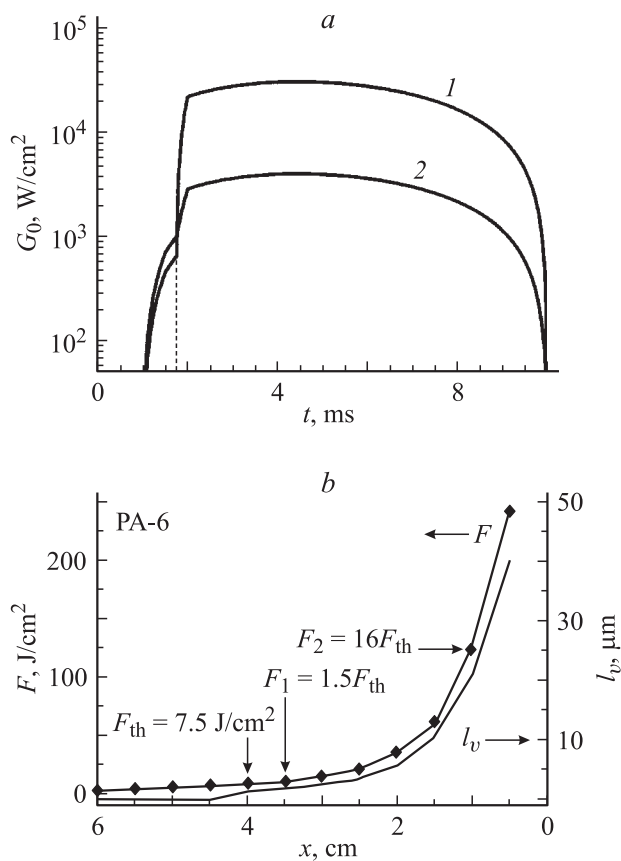 a
10^5
10^4
10^3
10^2
G_0, W/cm^2
1
2
0
4
8
t, ms
b
PA-6
F
F_2 = 16F_th
F_1 = 1.5F_th
F_th = 7.5 J/cm^2
l_v
200
100
0
F, J/cm^2
50
30
10
l_v, μm
6
4
2
0
x, cm